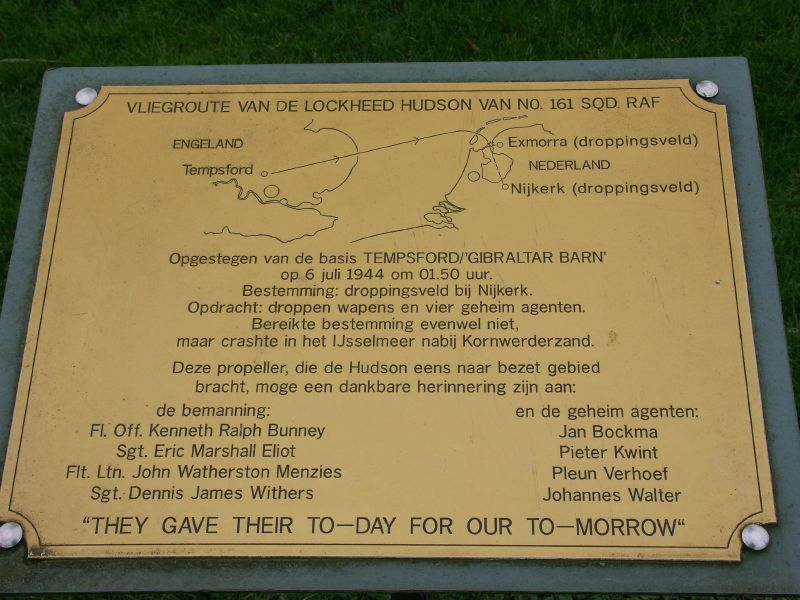 VLIEGROUTE VAN DE LOCKHEED HUDSON VAN NO. 161 SQD. RAF
ENGELAND
Tempsford
Exmorra (droppingsveld)
NEDERLAND
Nijkerk (droppingsveld)
Opgestegen van de basis TEMPSFORD/'GIBRALTAR BARN'
op 6 juli 1944 om 01.50 uur.
Bestemming: droppingsveld bij Nijkerk.
Opdracht: droppen wapens en vier geheim agenten.
Bereikte bestemming evenwel niet,
maar crashte in het IJsselmeer nabij Kornwerderzand.
Deze propeller, die de Hudson eens naar bezet gebied
bracht, moge een dankbare herinnering zijn aan:
de bemanning:
Fl. Off. Kenneth Ralph Bunney
Sgt. Eric Marshall Eliot
Flt. Ltn. John Watherston Menzies
Sgt. Dennis James Withers
en de geheim agenten:
Jan Bockma
Pieter Kwint
Pleun Verhoef
Johannes Walter
"THEY GAVE THEIR TO—DAY FOR OUR TO—MORROW"